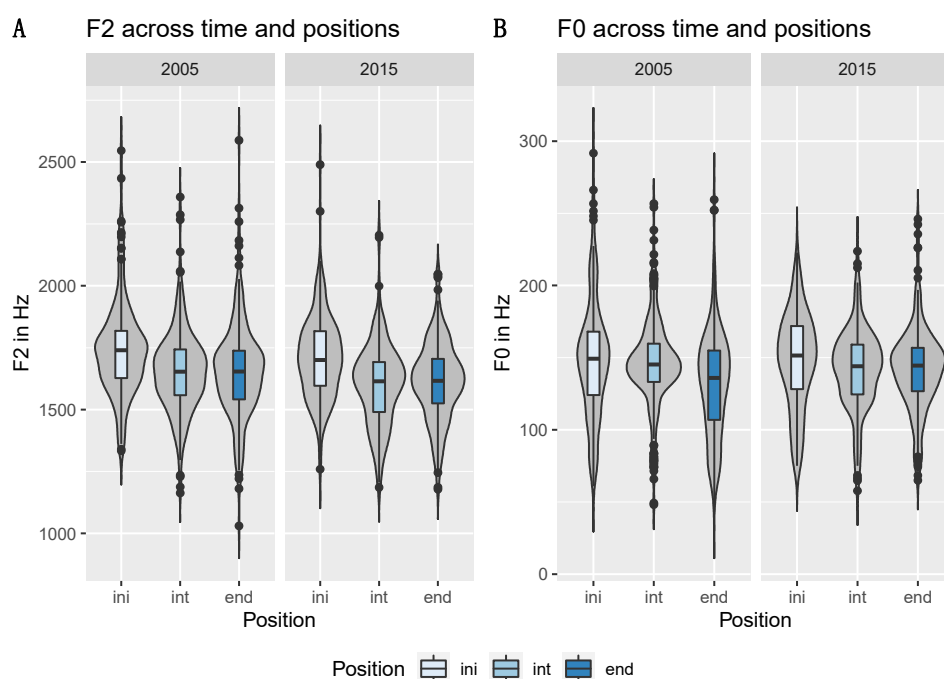 A F2 across time and positions
2005 2015
F2 in Hz
2500
2000
1500
1000
ini int end ini int end
Position
B F0 across time and positions
2005 2015
F0 in Hz
300
200
100
0
ini int end ini int end
Position
Position ini int end